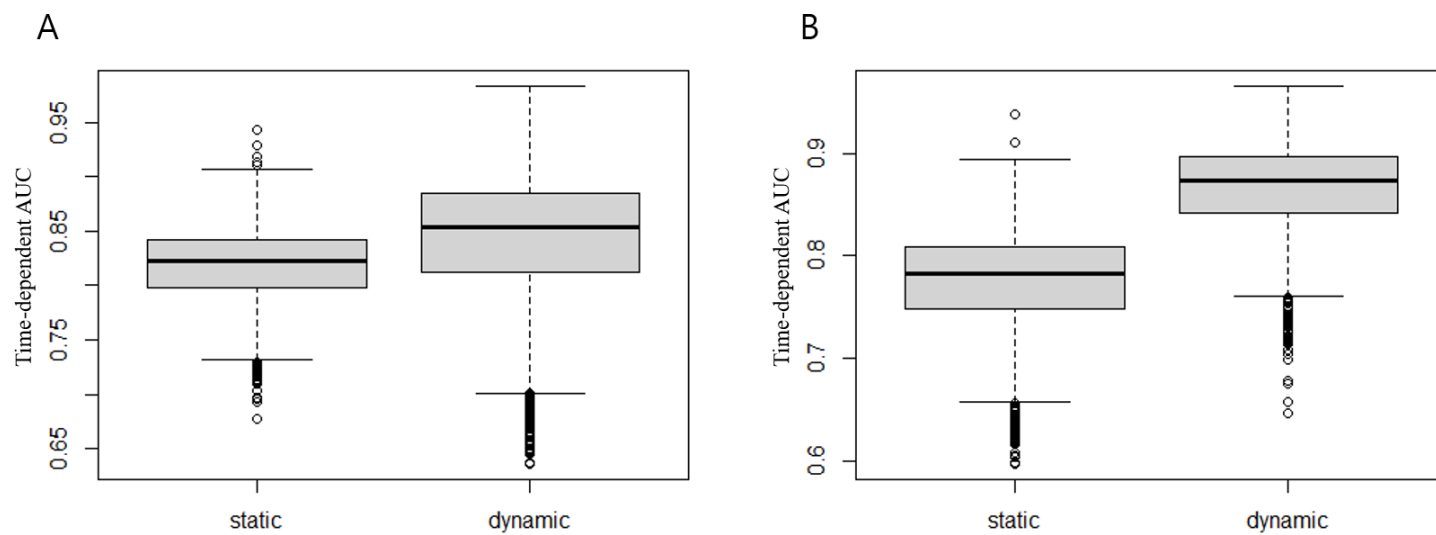 A
Time-dependent AUC
0.95
0.85
0.75
0.65
static dynamic
B
Time-dependent AUC
0.9
0.8
0.7
0.6
static dynamic